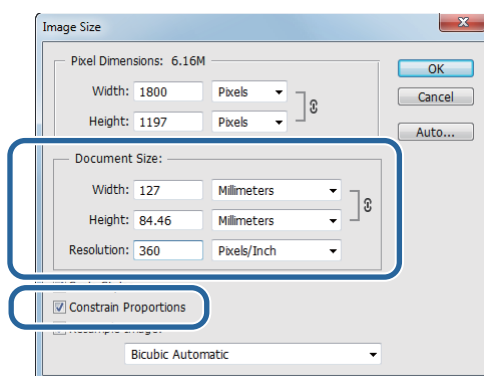 Image Size
Pixel Dimensions: 6.16M
OK
Width: 1800 Pixels
Cancel
Height: 1197 Pixels
Auto...
Document Size:
Width: 127 Millimeters
Height: 84.46 Millimeters
Resolution: 360 Pixels/Inch
Constrain Proportions
Bicubic Automatic